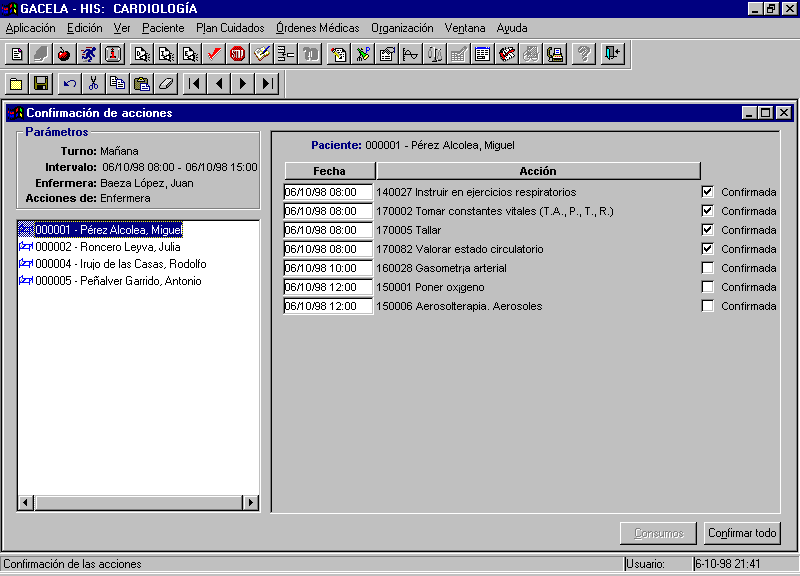 GACELA - HIS:  CARDIOLOGÍA
Aplicación Edición Ver Paciente Plan Cuidados Órdenes Médicas Organización Ventana Ayuda
Confirmación de acciones
Parámetros
Turno: Mañana
Intervalo: 06/10/98 08:00 - 06/10/98 15:00
Enfermera: Baeza López, Juan
Acciones de: Enfermera
000001 - Pérez Alcolea, Miguel
000002 - Roncero Leyva, Julia
000004 - Irujo de las Casas, Rodolfo
000005 - Peñalver Garrido, Antonio
Paciente: 000001 - Pérez Alcolea, Miguel
Fecha Acción
06/10/98 08:00 140027 Instruir en ejercicios respiratorios Confirmada
06/10/98 08:00 170002 Tomar constantes vitales (T.A., P., T., R.) Confirmada
06/10/98 08:00 170005 Tallar Confirmada
06/10/98 08:00 170082 Valorar estado circulatorio Confirmada
06/10/98 10:00 160028 Gasometría arterial Confirmada
06/10/98 12:00 150001 Poner oxígeno Confirmada
06/10/98 12:00 150006 Aerosolterapia. Aerosoles Confirmada
Consumos Confirmar todo
Confirmación de las acciones Usuario: 6-10-98 21:41